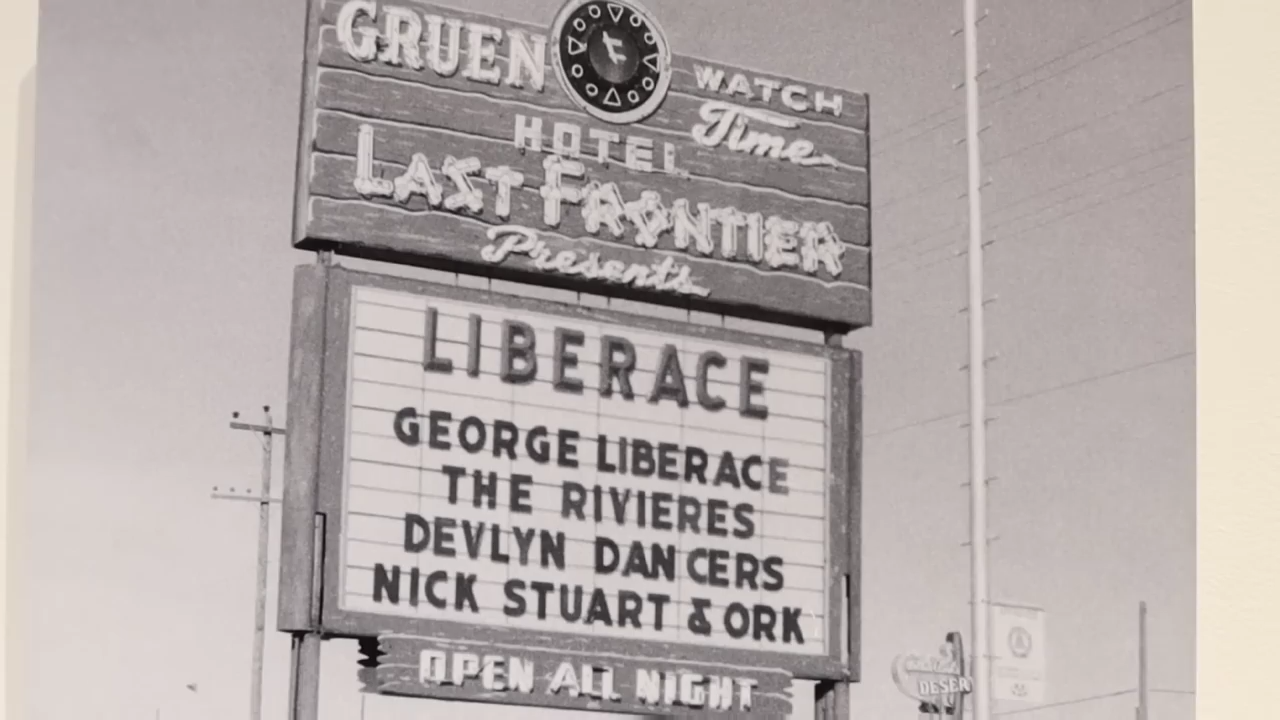 GRUEN WATCH
Time
HOTEL
LAST FRONTIER
Presents
LIBERACE
GEORGE LIBERACE
THE RIVIERES
DEVLYN DANCERS
NICK STUART & ORK
OPEN ALL NIGHT
DESER